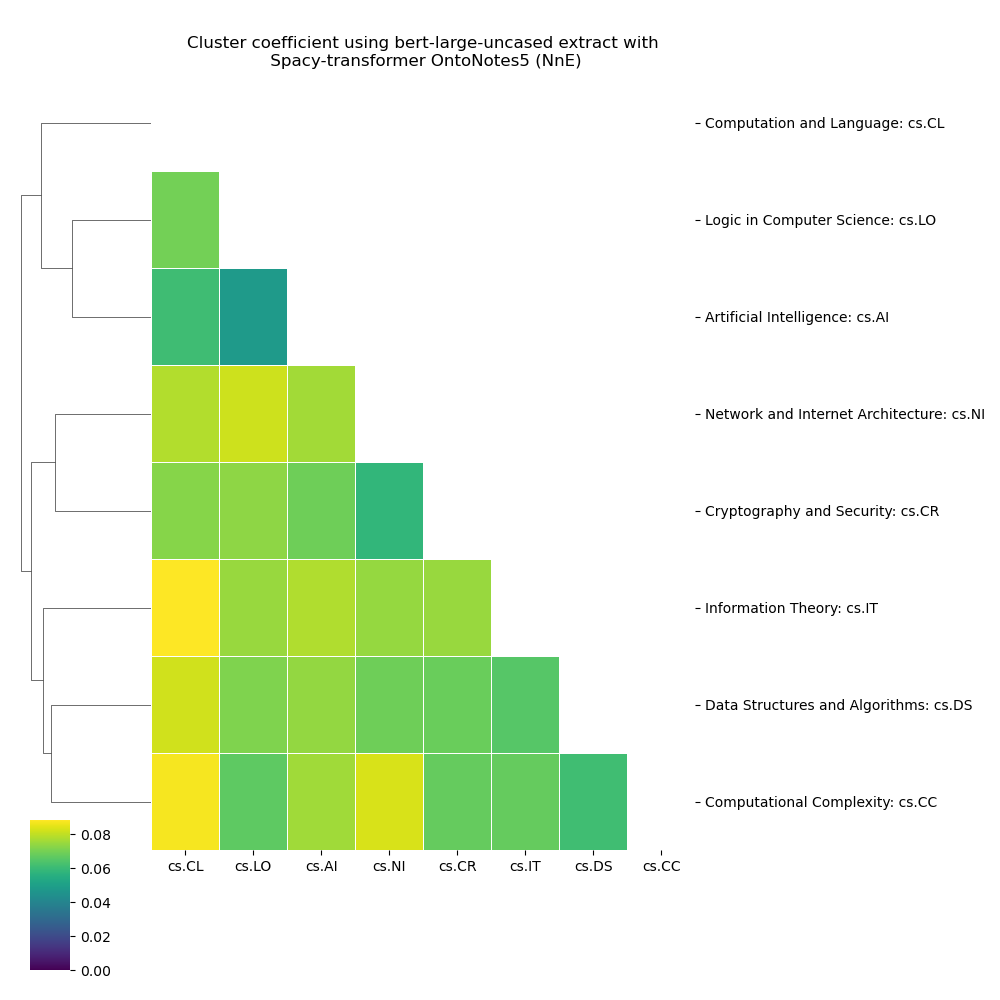 Cluster coefficient using bert-large-uncased extract with
Spacy-transformer OntoNotes5 (NnE)
Computation and Language: cs.CL
Logic in Computer Science: cs.LO
Artificial Intelligence: cs.AI
Network and Internet Architecture: cs.NI
Cryptography and Security: cs.CR
Information Theory: cs.IT
Data Structures and Algorithms: cs.DS
Computational Complexity: cs.CC
cs.CL cs.LO cs.AI cs.NI cs.CR cs.IT cs.DS cs.CC
0.08
0.06
0.04
0.02
0.00